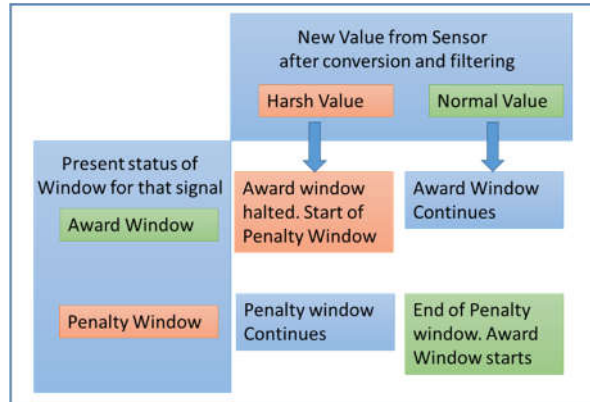 New Value from Sensor
after conversion and filtering
Harsh Value
Normal Value
Present status of
Window for that signal
Award Window
Award window
halted. Start of
Penalty Window
Award Window
Continues
Penalty Window
Penalty window
Continues
End of Penalty
window. Award
Window starts